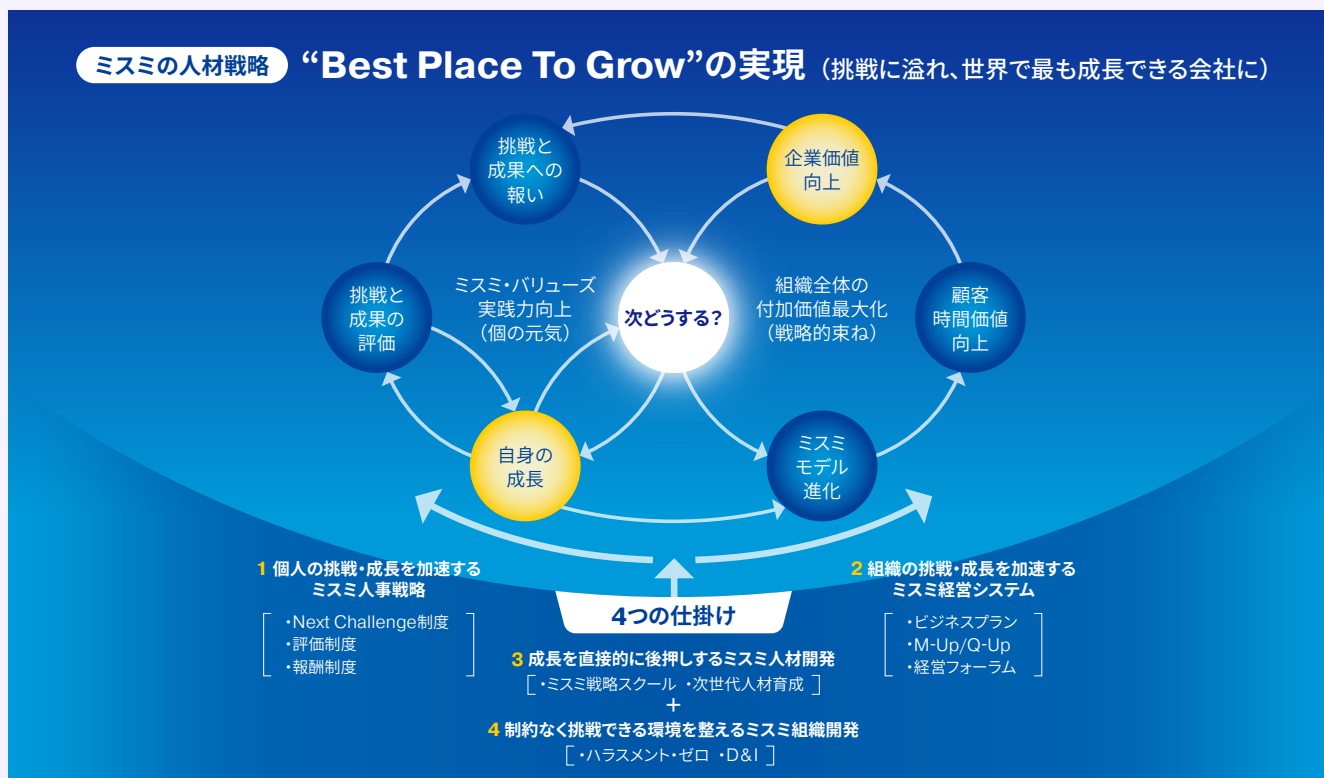 ミスミの人材戦略 “Best Place To Grow”の実現（挑戦に溢れ、世界で最も成長できる会社に）
挑戦と
成果への
報い
企業価値
向上
挑戦と
成果の
評価
ミスミ・バリューズ
実践力向上
（個の元気）
次どうする？
組織全体の
付加価値最大化
（戦略的束ね）
顧客
時間価値
向上
自身の
成長
ミスミ
モデル
進化
1 個人の挑戦・成長を加速する
ミスミ人事戦略
・Next Challenge制度
・評価制度
・報酬制度
2 組織の挑戦・成長を加速する
ミスミ経営システム
・ビジネスプラン
・M-Up/Q-Up
・経営フォーラム
4つの仕掛け
3 成長を直接的に後押しするミスミ人材開発
［・ミスミ戦略スクール ・次世代人材育成］
+
4 制約なく挑戦できる環境を整えるミスミ組織開発
［・ハラスメント・ゼロ ・D&I］